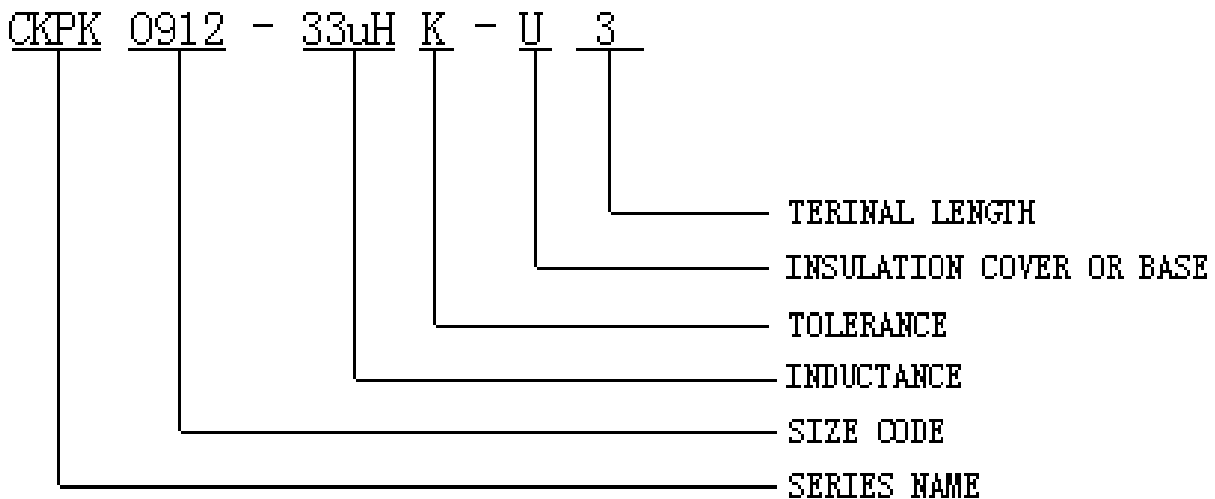 CKPK 0912 - 33uH K - U 3
TERINAL LENGTH
INSULATION COVER OR BASE
TOLERANCE
INDUCTANCE
SIZE CODE
SERIES NAME